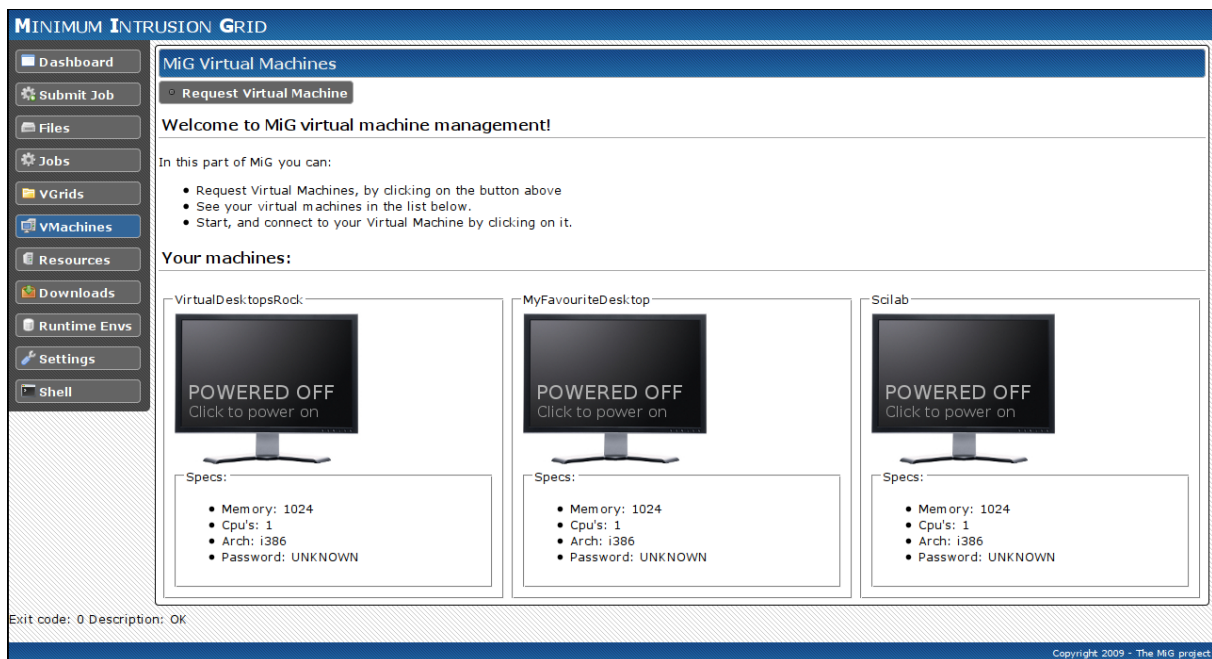 MINIMUM INTRUSION GRID
Dashboard
Submit Job
Files
Jobs
VGrids
VMachines
Resources
Downloads
Runtime Envs
Settings
Shell
MiG Virtual Machines
Request Virtual Machine
Welcome to MiG virtual machine management!
In this part of MiG you can:
Request Virtual Machines, by clicking on the button above
See your virtual machines in the list below.
Start, and connect to your Virtual Machine by clicking on it.
Your machines:
VirtualDesktopsRock
POWERED OFF
Click to power on
Specs:
Memory: 1024
Cpu's: 1
Arch: i386
Password: UNKNOWN
MyFavouriteDesktop
POWERED OFF
Click to power on
Specs:
Memory: 1024
Cpu's: 1
Arch: i386
Password: UNKNOWN
Scilab
POWERED OFF
Click to power on
Specs:
Memory: 1024
Cpu's: 1
Arch: i386
Password: UNKNOWN
Exit code: 0 Description: OK
Copyright 2009 - The MiG project